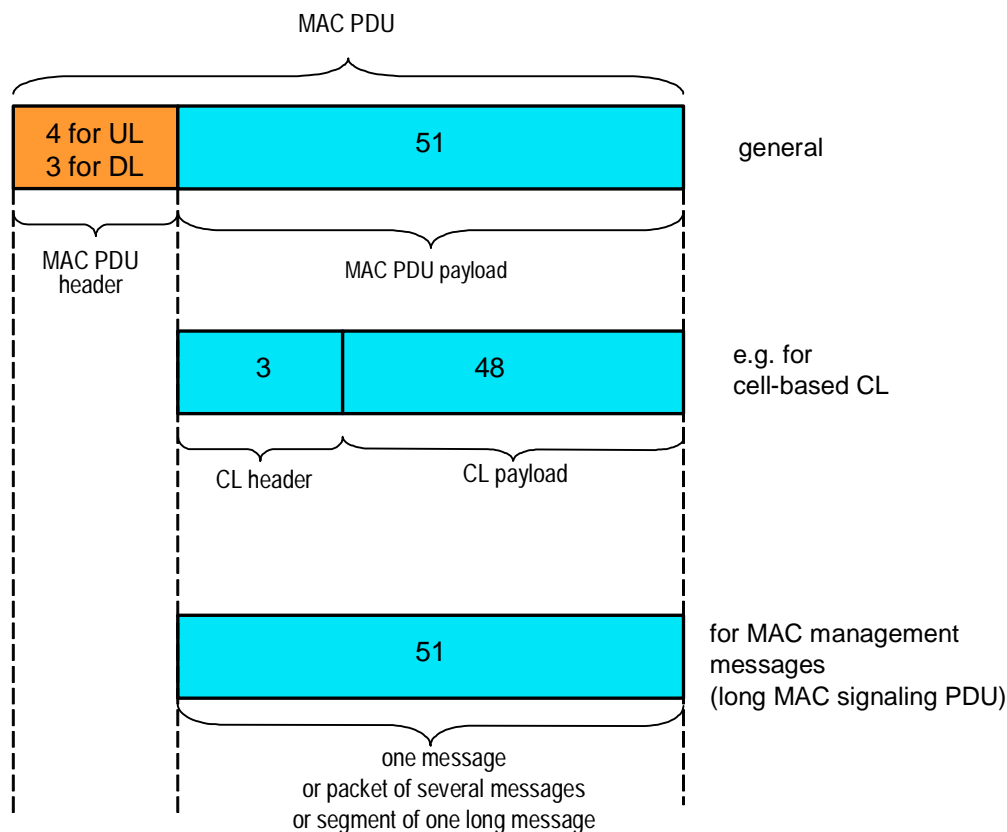 MAC PDU
4 for UL
3 for DL
51
general
MAC PDU
header
MAC PDU payload
3
48
e.g. for
cell-based CL
CL header
CL payload
51
for MAC management
messages
(long MAC signaling PDU)
one message
or packet of several messages
or segment of one long message